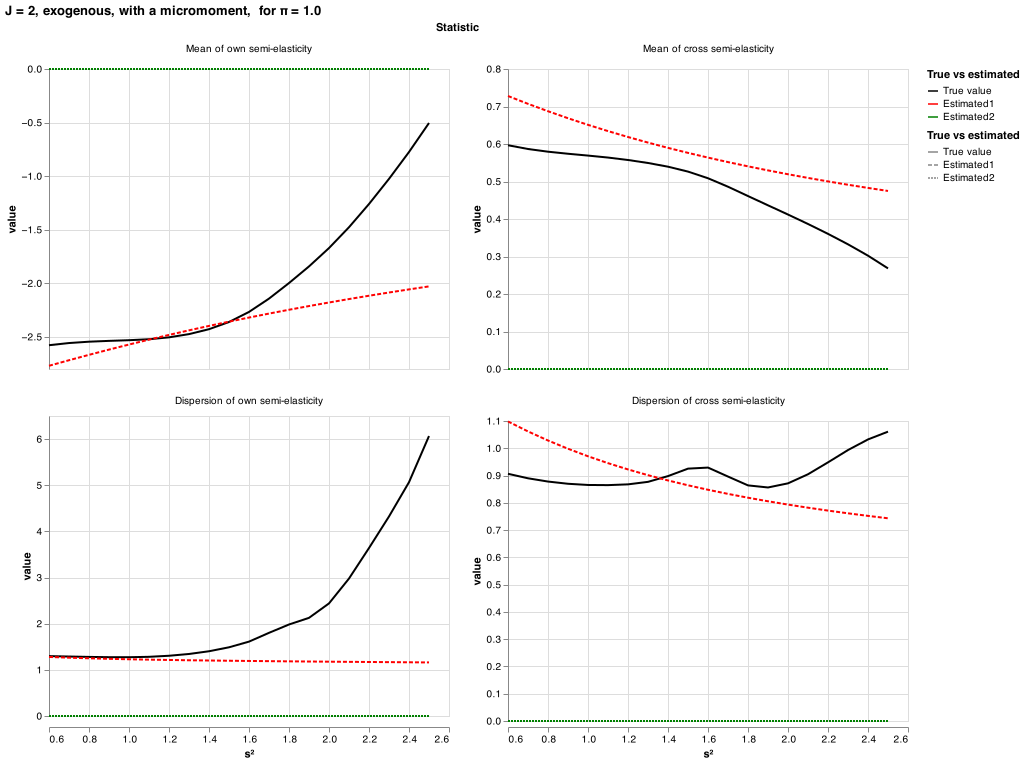 J = 2, exogenous, with a micromoment,  for π = 1.0
Statistic
Mean of own semi-elasticity
0.0
−0.5
−1.0
−1.5
−2.0
−2.5
value
Mean of cross semi-elasticity
0.8
0.7
0.6
0.5
0.4
0.3
0.2
0.1
0.0
value
True vs estimated
True value
Estimated1
Estimated2
True vs estimated
True value
Estimated1
Estimated2
Dispersion of own semi-elasticity
6
5
4
3
2
1
0
value
0.6 0.8 1.0 1.2 1.4 1.6 1.8 2.0 2.2 2.4 2.6
s²
Dispersion of cross semi-elasticity
1.1
1.0
0.9
0.8
0.7
0.6
0.5
0.4
0.3
0.2
0.1
0.0
value
0.6 0.8 1.0 1.2 1.4 1.6 1.8 2.0 2.2 2.4 2.6
s²